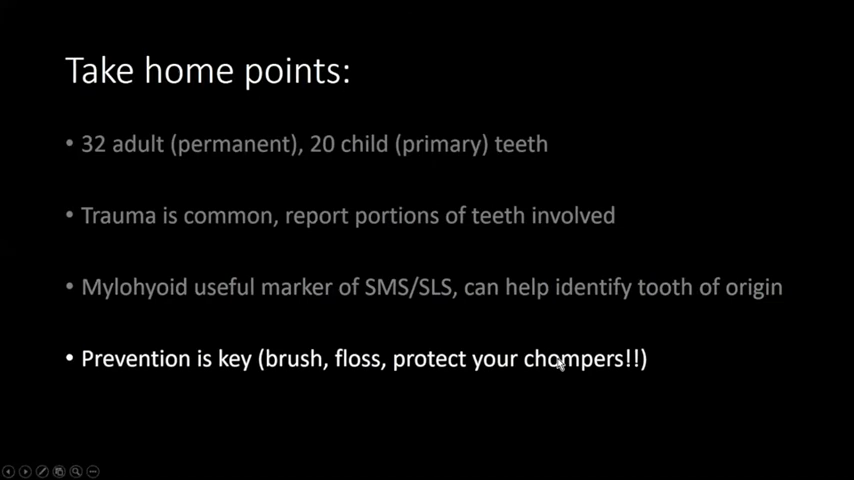 Take home points:
• 32 adult (permanent), 20 child (primary) teeth
• Trauma is common, report portions of teeth involved
• Mylohyoid useful marker of SMS/SLS, can help identify tooth of origin
• Prevention is key (brush, floss, protect your chompers!!)